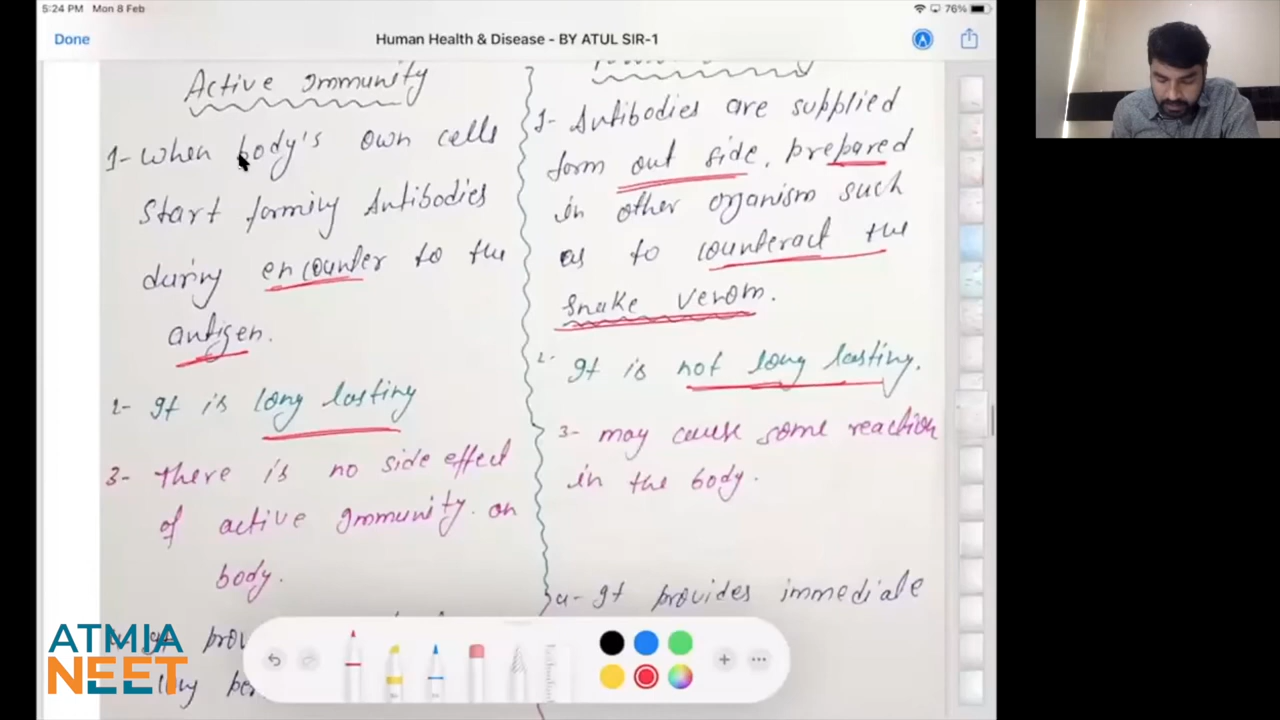 5:24 PM Mon 8 Feb
76%
Done
Human Health & Disease - BY ATUL SIR-1
Active Immunity
1- When body's own cells
start forming Antibodies
during encounter to the
antigen.
2- It is long lasting
3- There is no side effect
of active Immunity on
body.
1- Antibodies are supplied
form out side, prepared
in other organism such
as to counteract the
snake venom.
2- It is not long lasting.
3- may cause some reaction
in the body.
4- It provides immediate
ATMIA
NEET